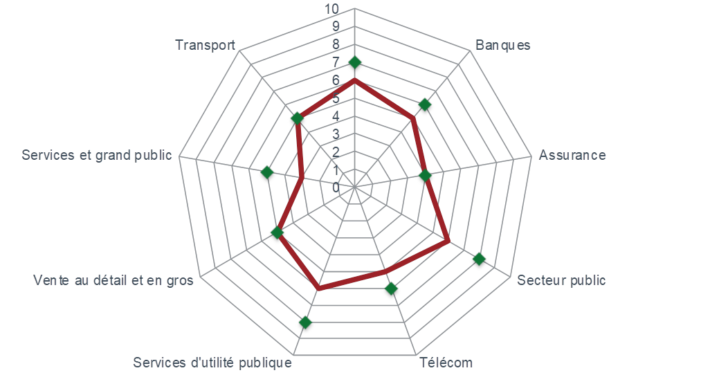 10
9
8
7
6
5
4
3
2
1
0
Transport
Banques
Services et grand public
Assurance
Vente au détail et en gros
Secteur public
Services d'utilité publique
Télécom